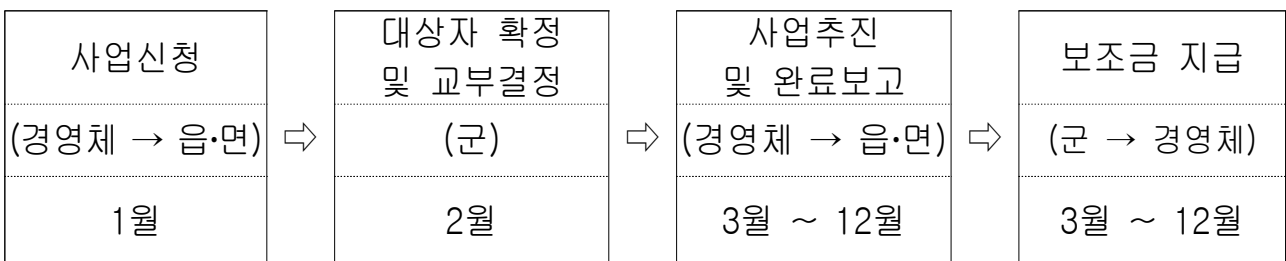 사업신청
(경영체 → 읍·면)
1월
⇨
대상자 확정
및 교부결정
(군)
2월
⇨
사업추진
및 완료보고
(경영체 → 읍·면)
3월 ~ 12월
⇨
보조금 지급
(군 → 경영체)
3월 ~ 12월